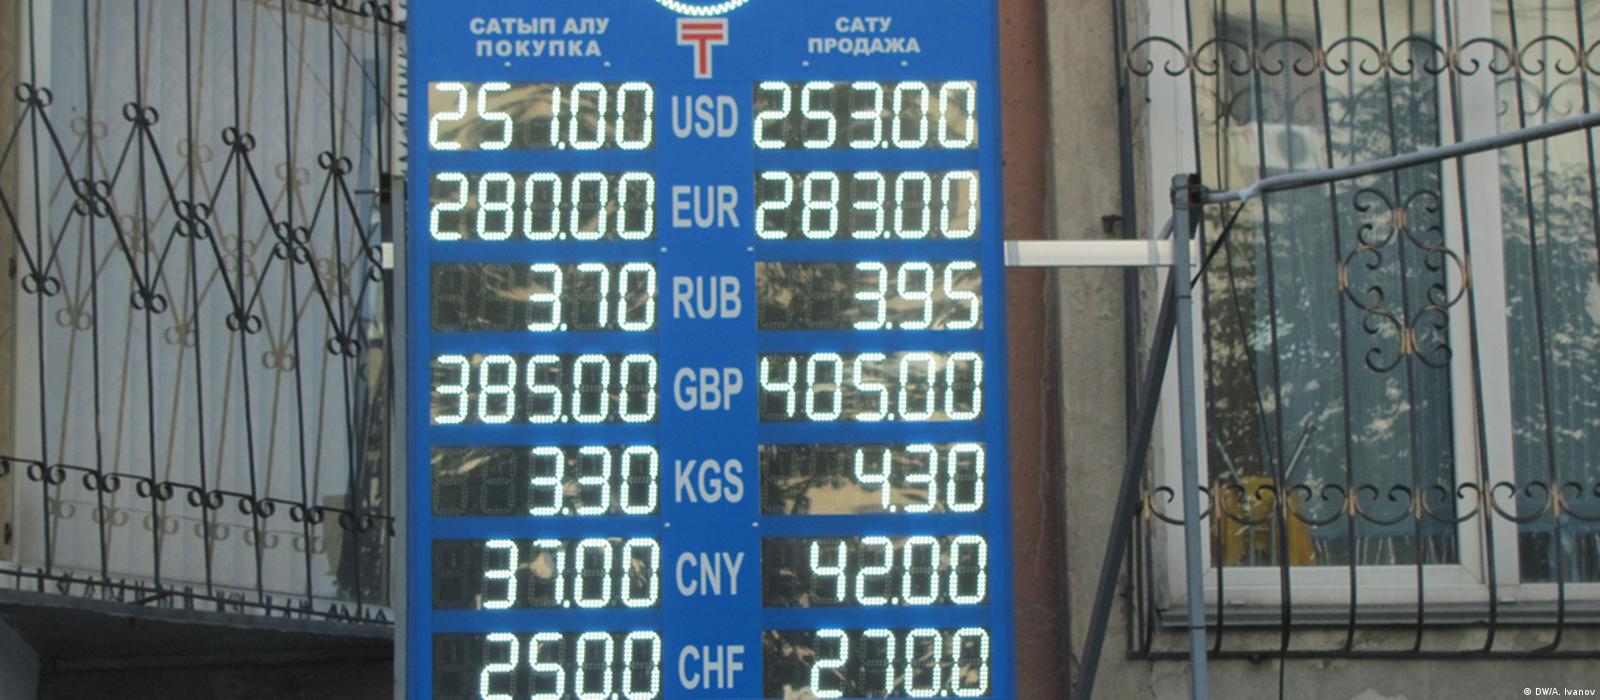 САТЫП АЛУ САТУ
ПОКУПКА ₸ ПРОДАЖА
251.00 USD 253.00
280.00 EUR 283.00
3.70 RUB 3.95
385.00 GBP 405.00
3.30 KGS 4.30
37.00 CNY 42.00
250.0 CHF 270.0
© DW/A. Ivanov